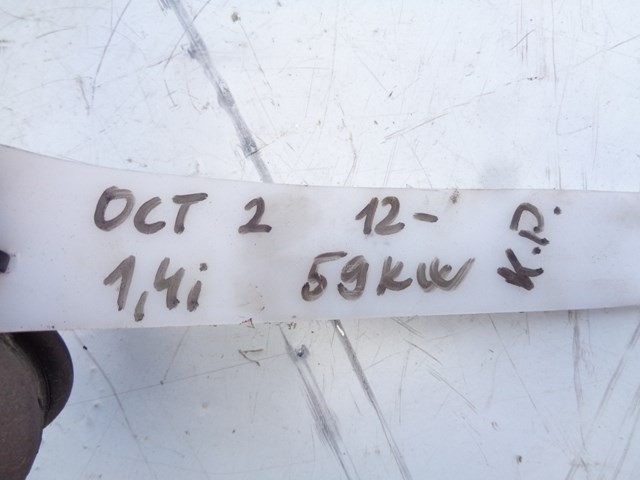 OCT 2 12-
1,4i 59kW
K.P.